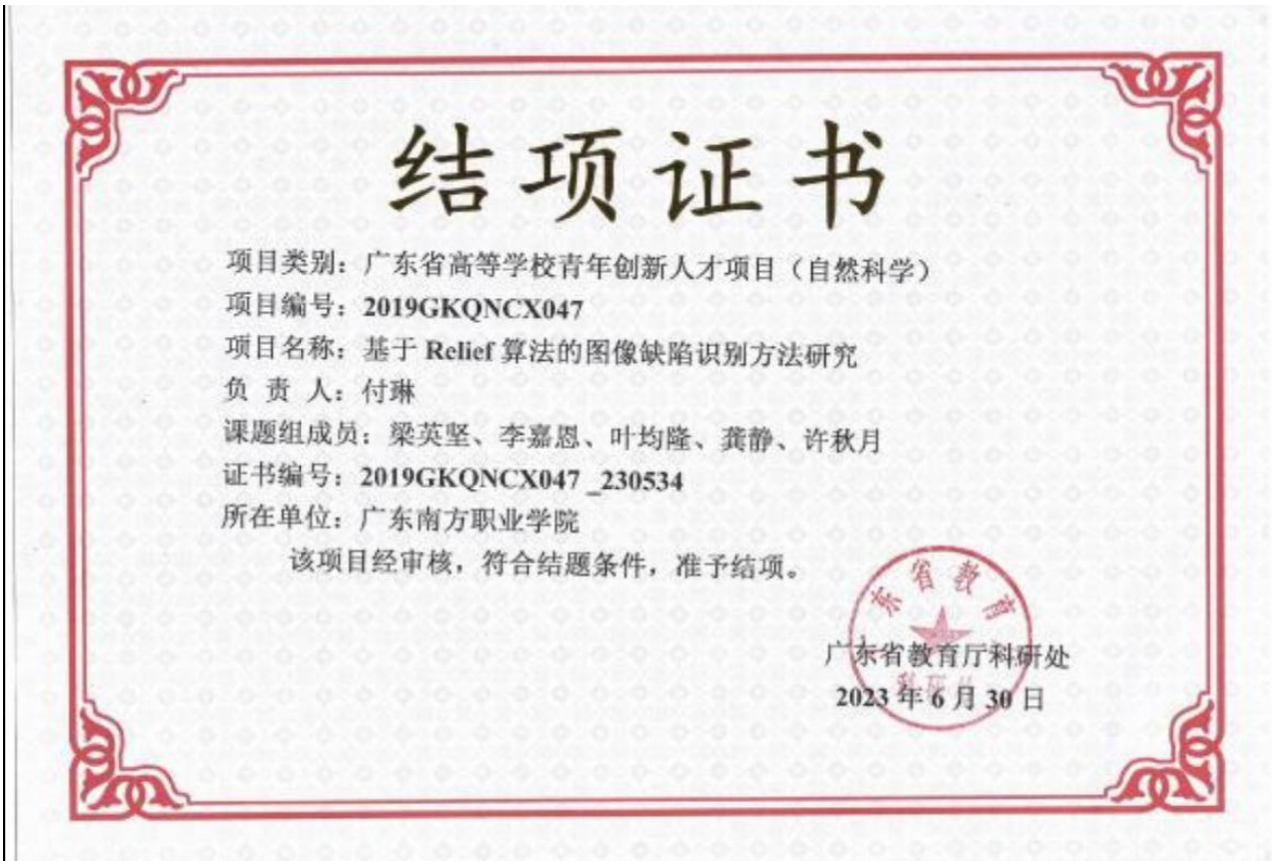 结项证书
项目类别：广东省高等学校青年创新人才项目（自然科学）
项目编号：2019GKQNCX047
项目名称：基于 Relief 算法的图像缺陷识别方法研究
负 责 人：付琳
课题组成员：梁英坚、李嘉恩、叶均隆、龚静、许秋月
证书编号：2019GKQNCX047 _230534
所在单位：广东南方职业学院
该项目经审核，符合结题条件，准予结项。
东省教育
广东省教育厅科研处
2023 年 6 月 30 日